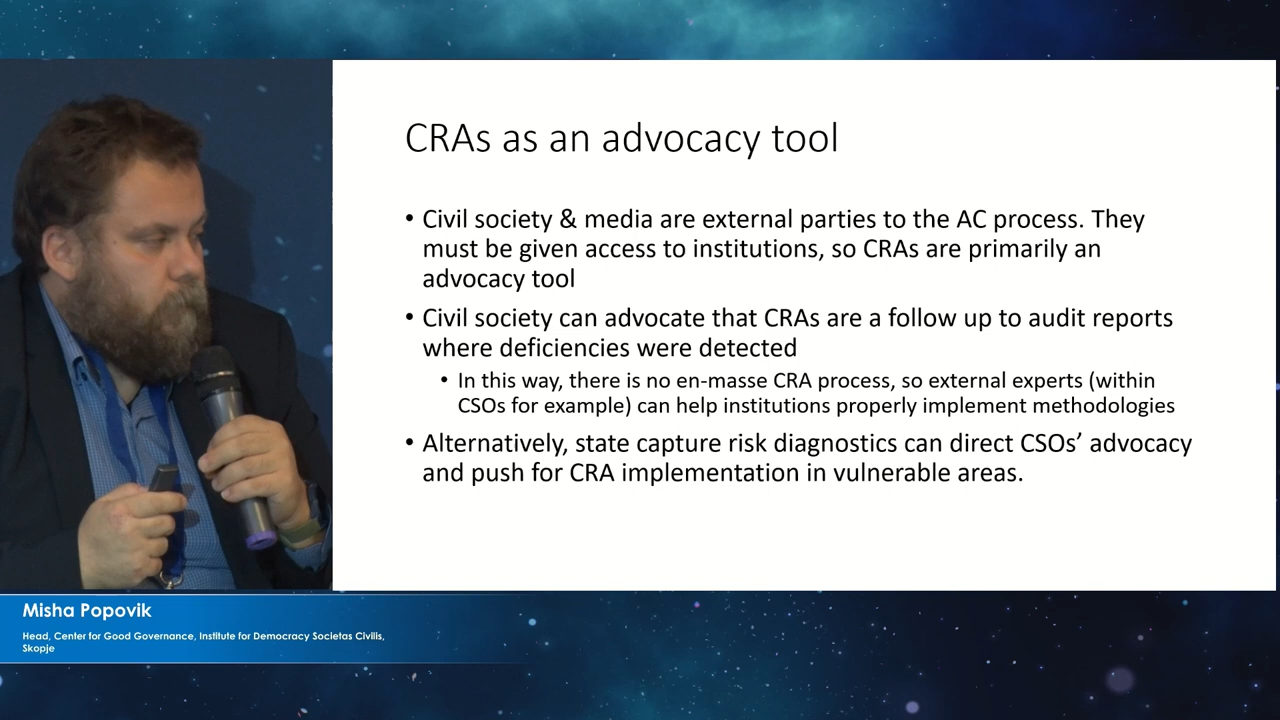 CRAs as an advocacy tool
• Civil society & media are external parties to the AC process. They
must be given access to institutions, so CRAs are primarily an
advocacy tool
• Civil society can advocate that CRAs are a follow up to audit reports
where deficiencies were detected
• In this way, there is no en-masse CRA process, so external experts (within
CSOs for example) can help institutions properly implement methodologies
• Alternatively, state capture risk diagnostics can direct CSOs’ advocacy
and push for CRA implementation in vulnerable areas.
Misha Popovik
Head, Center for Good Governance, Institute for Democracy Societas Civilis,
Skopje